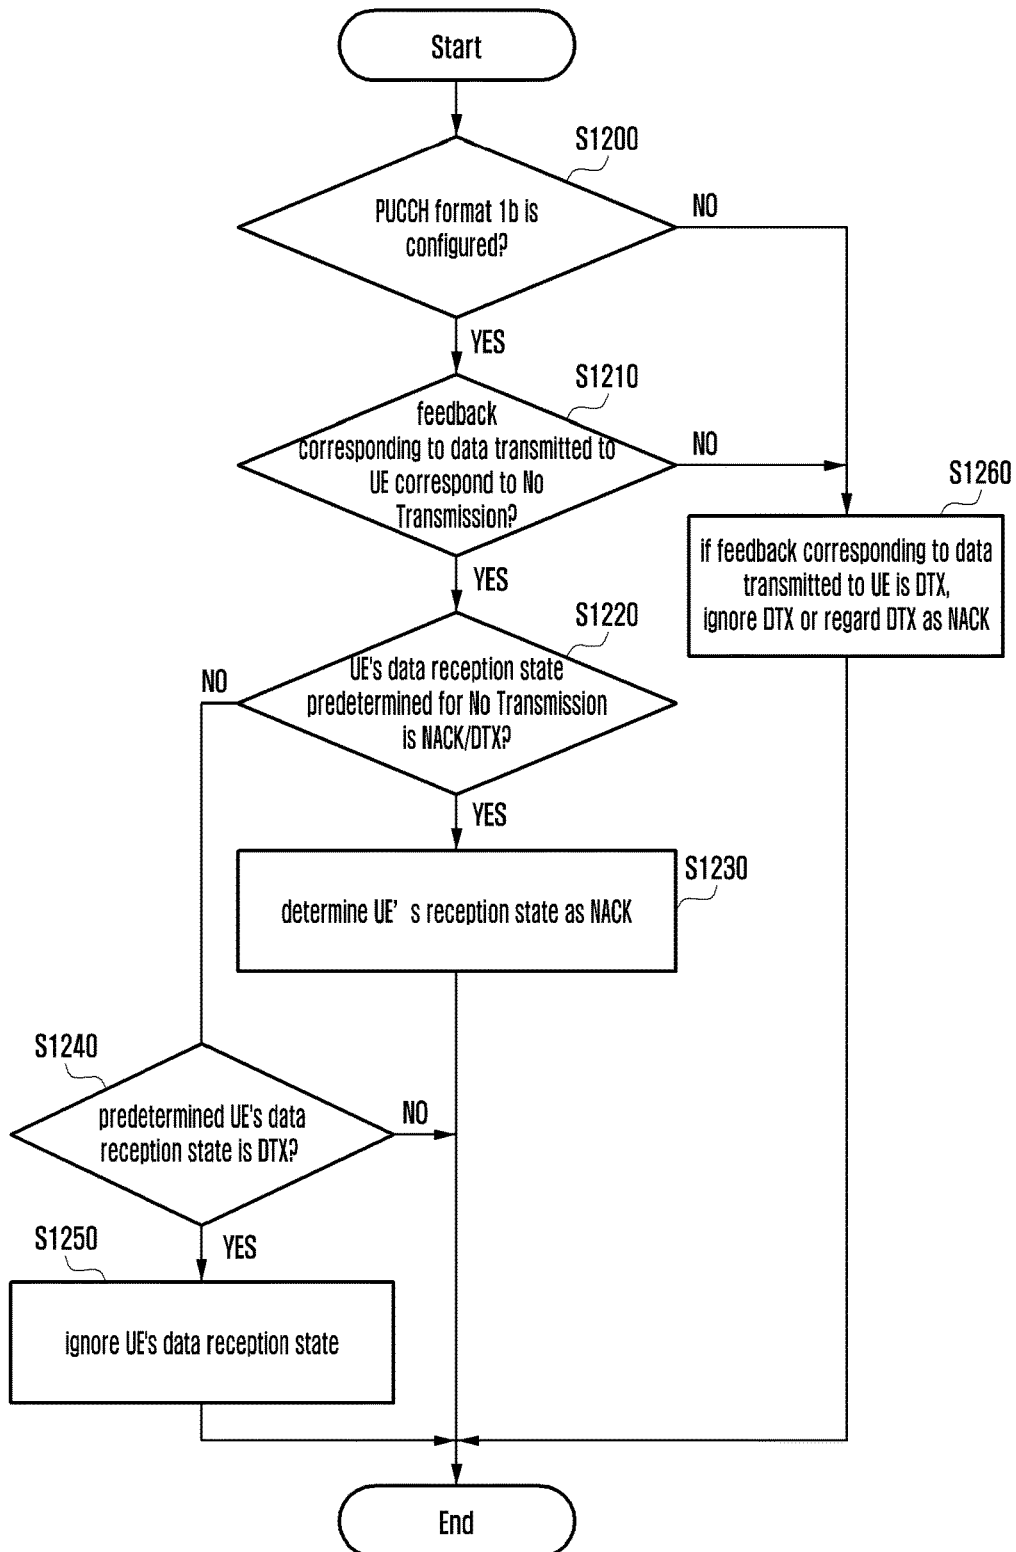 Start
S1200
PUCCH format 1b is
configured?
NO
YES
S1210
feedback
corresponding to data transmitted to
UE correspond to No
Transmission?
NO
YES
S1260
if feedback corresponding to data
transmitted to UE is DTX,
ignore DTX or regard DTX as NACK
S1220
UE's data reception state
predetermined for No Transmission
is NACK/DTX?
NO
YES
S1230
determine UE’ s reception state as NACK
S1240
predetermined UE's data
reception state is DTX?
NO
YES
S1250
ignore UE's data reception state
End